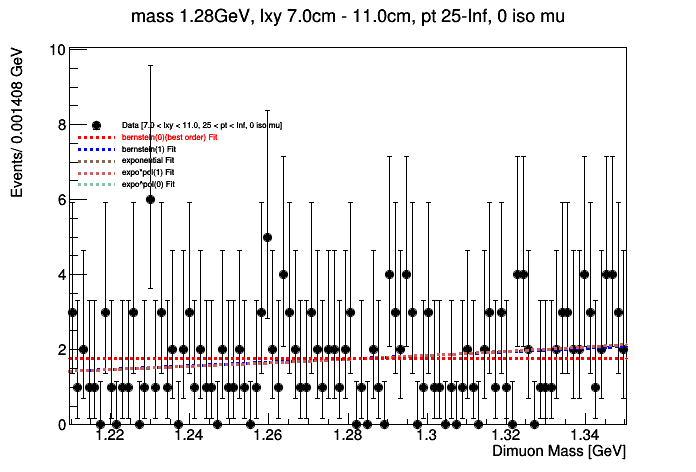 mass 1.28GeV, lxy 7.0cm - 11.0cm, pt 25-Inf, 0 iso mu
Events/ 0.001408 GeV
10
8
6
4
2
0
Data [7.0 < lxy < 11.0, 25 < pt < Inf, 0 iso mu]
bernstein(0)(best order) Fit
bernstein(1) Fit
exponential Fit
expo*pol(1) Fit
expo*pol(0) Fit
1.22 1.24 1.26 1.28 1.3 1.32 1.34
Dimuon Mass [GeV]